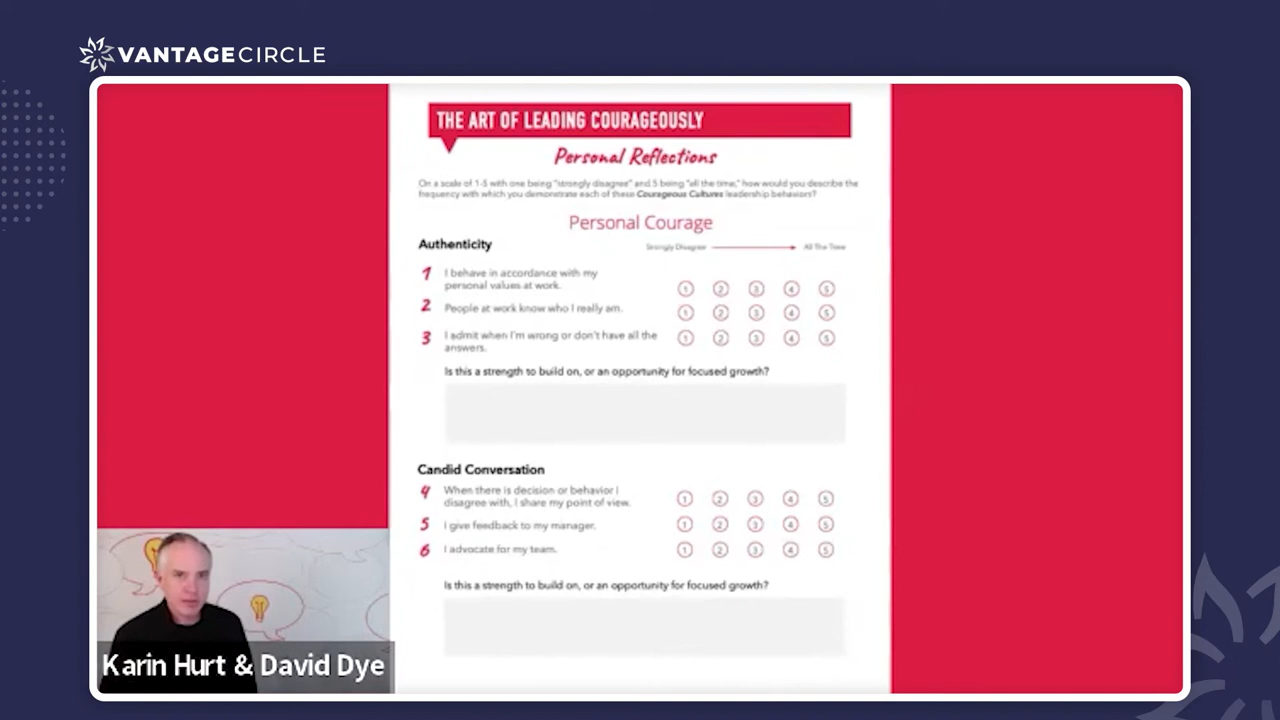 VANTAGECIRCLE
THE ART OF LEADING COURAGEOUSLY
Personal Reflections
On a scale of 1-5 with one being "strongly disagree" and 5 being "all the time," how would you describe the
frequency with which you demonstrate each of these Courageous Cultures leadership behaviors?
Personal Courage
Authenticity
Strongly Disagree All The Time
1 I behave in accordance with my
personal values at work.
1 2 3 4 5
2 People at work know who I really am.
1 2 3 4 5
3 I admit when I'm wrong or don't have all the
answers.
1 2 3 4 5
Is this a strength to build on, or an opportunity for focused growth?
Candid Conversation
4 When there is decision or behavior I
disagree with, I share my point of view.
1 2 3 4 5
5 I give feedback to my manager.
1 2 3 4 5
6 I advocate for my team.
1 2 3 4 5
Is this a strength to build on, or an opportunity for focused growth?
Karin Hurt & David Dye